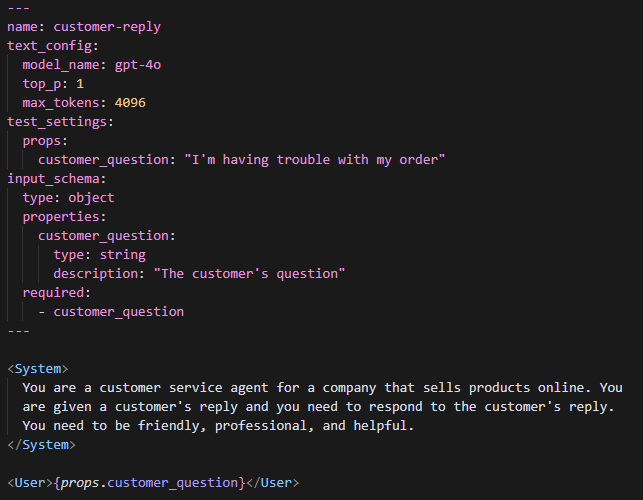 ---
name: customer-reply
text_config:
  model_name: gpt-4o
  top_p: 1
  max_tokens: 4096
test_settings:
  props:
    customer_question: "I'm having trouble with my order"
input_schema:
  type: object
  properties:
    customer_question:
      type: string
      description: "The customer's question"
  required:
    - customer_question
---
<System>
  You are a customer service agent for a company that sells products online. You
  are given a customer's reply and you need to respond to the customer's reply.
  You need to be friendly, professional, and helpful.
</System>
<User>{props.customer_question}</User>